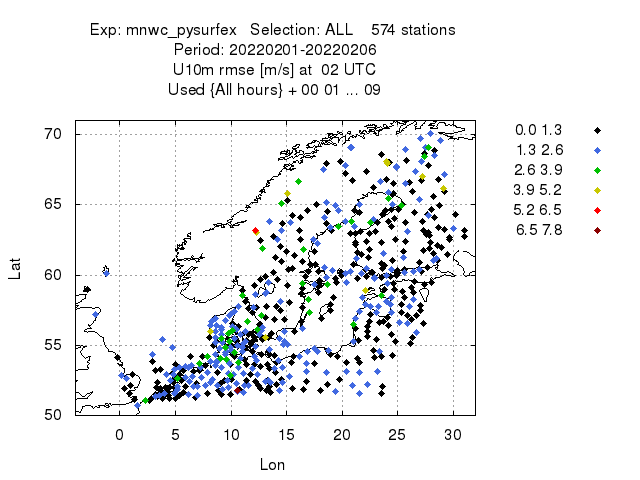 Exp: mnwc_pysurfex   Selection: ALL    574 stations
Period: 20220201-20220206
U10m rmse [m/s] at  02 UTC
Used {All hours} + 00 01 ... 09
0.0 1.3
1.3 2.6
2.6 3.9
3.9 5.2
5.2 6.5
6.5 7.8
70
65
60
55
50
Lat
0 5 10 15 20 25 30
Lon